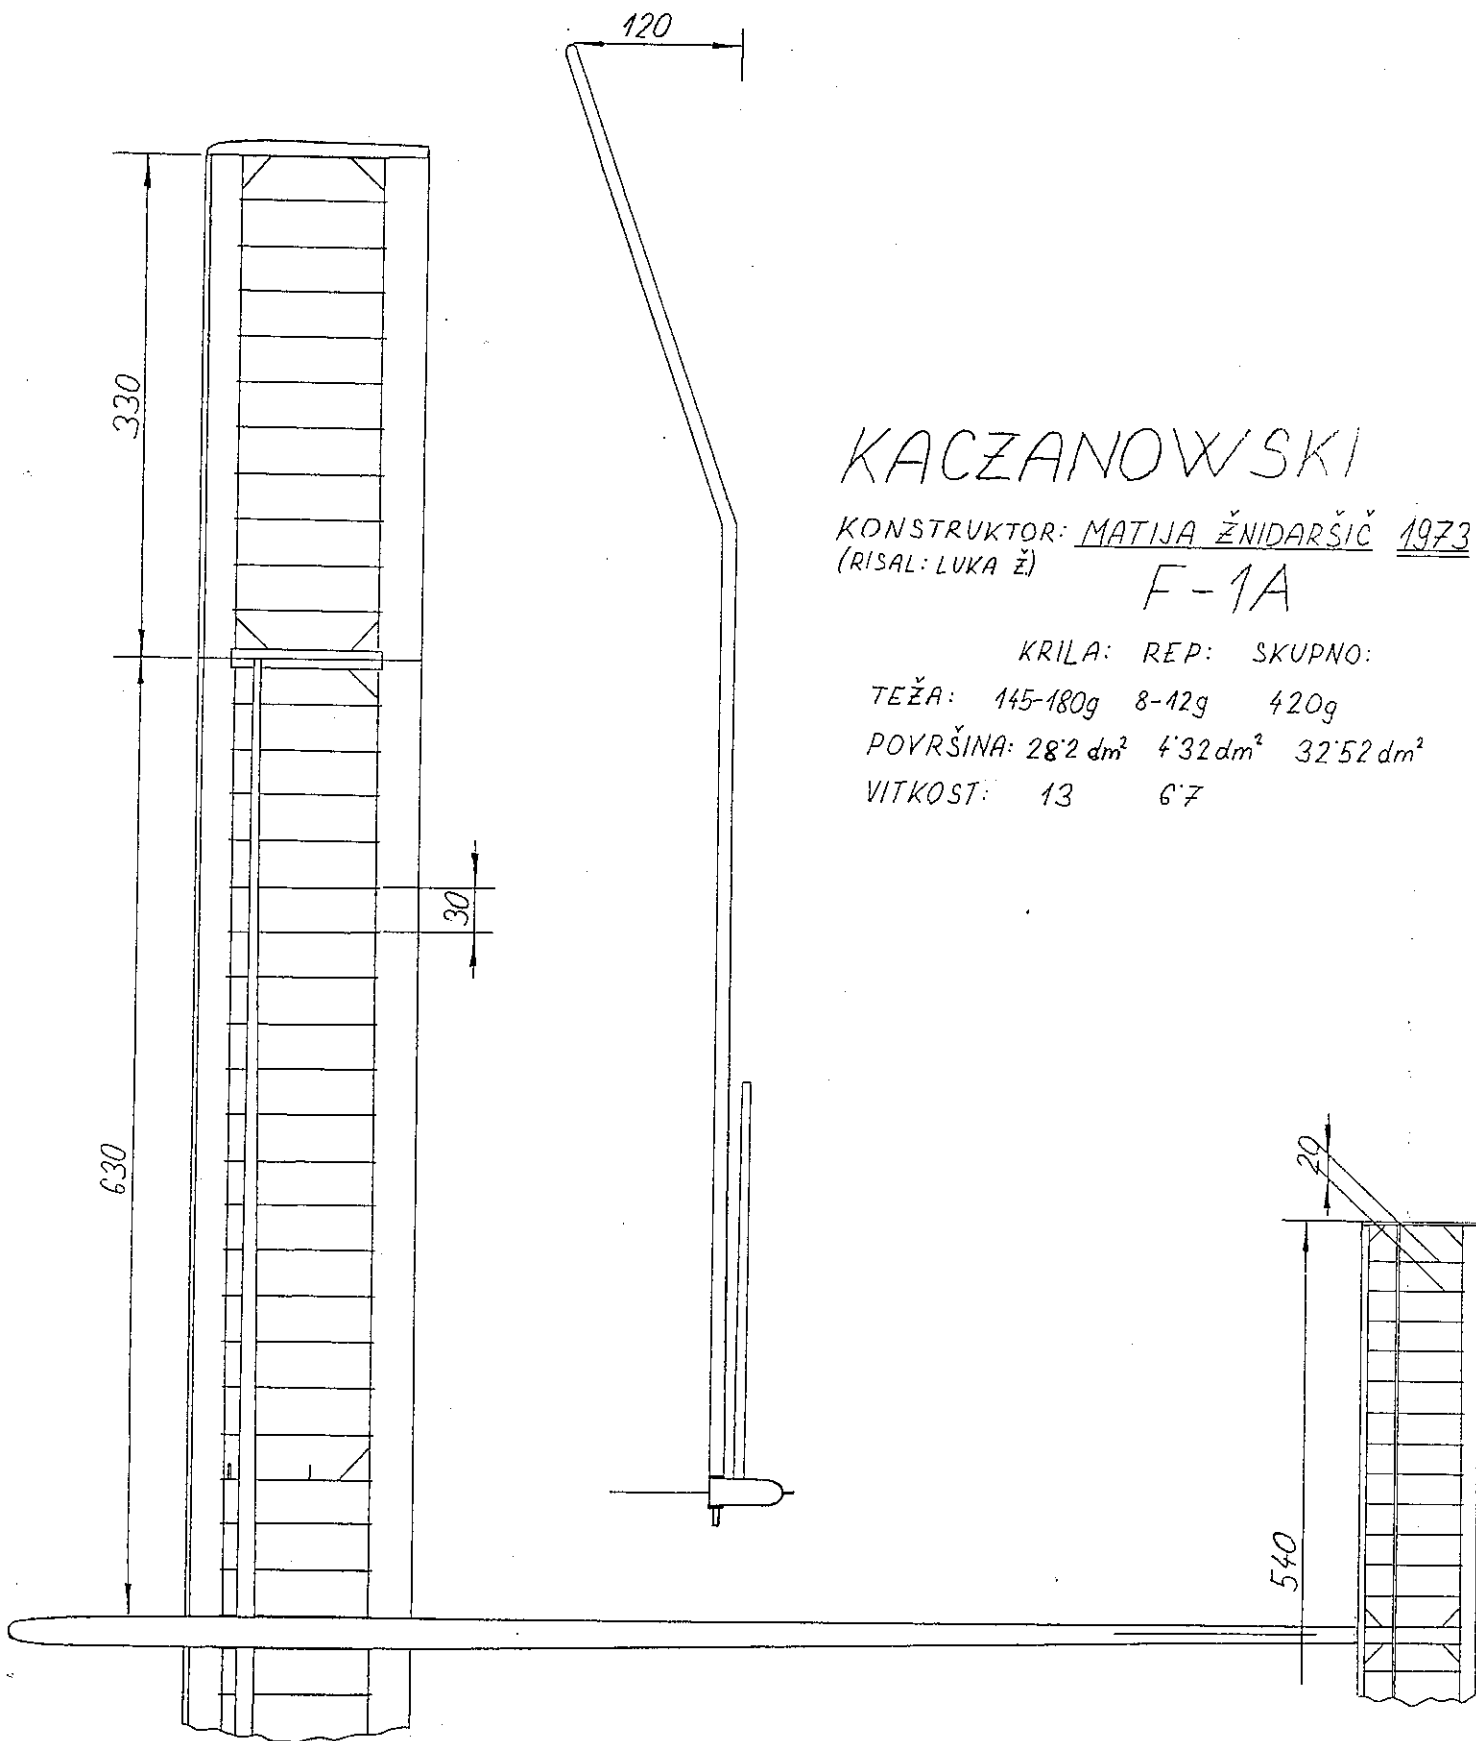 120
330
KACZANOWSKI
KONSTRUKTOR: MATIJA ŽNIDARŠIČ 1973
(RISAL: LUKA Ž.)
F-1A
KRILA: REP: SKUPNO:
TEŽA: 145-180g 8-12g 420g
POVRŠINA: 28'2 dm² 4'32 dm² 32'52 dm²
VITKOST: 13 6'7
30
630
20
540